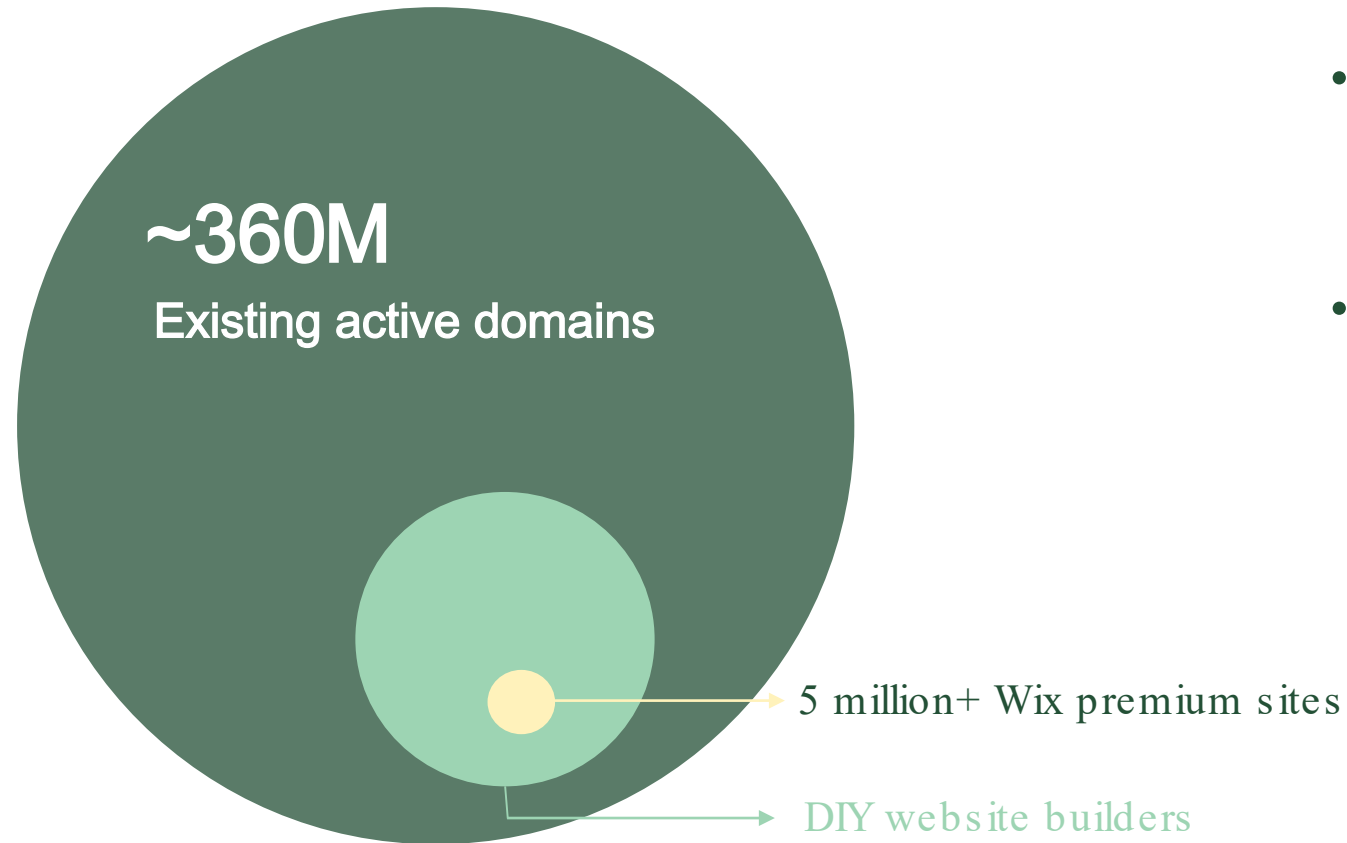 ~360M
Existing active domains
5 million+ Wix premium sites
DIY website builders